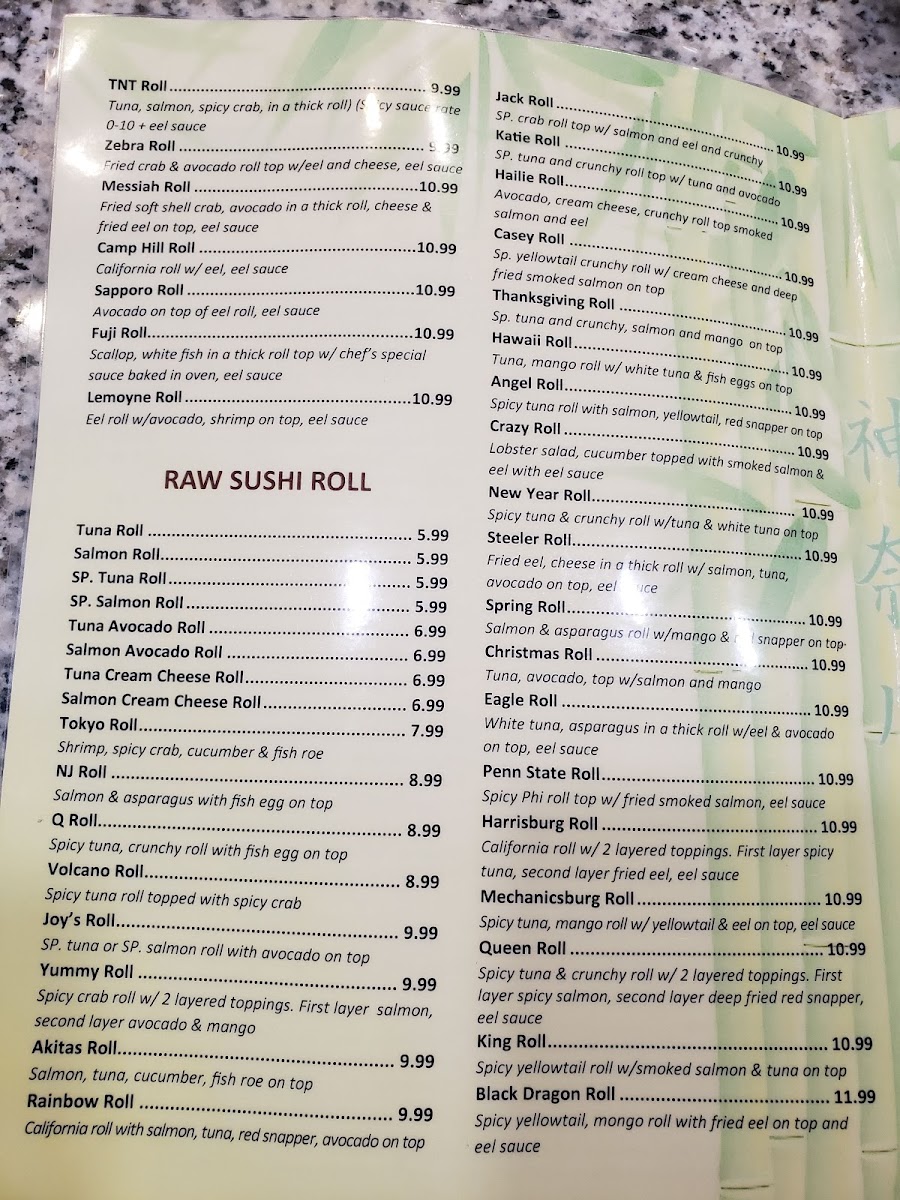 TNT Roll 9.99
Tuna, salmon, spicy crab, in a thick roll) (Spicy sauce rate
0-10 + eel sauce
Zebra Roll 9.99
Fried crab & avocado roll top w/eel and cheese, eel sauce
Messiah Roll 10.99
Fried soft shell crab, avocado in a thick roll, cheese &
fried eel on top, eel sauce
Camp Hill Roll 10.99
California roll w/ eel, eel sauce
Sapporo Roll 10.99
Avocado on top of eel roll, eel sauce
Fuji Roll 10.99
Scallop, white fish in a thick roll top w/ chef's special
sauce baked in oven, eel sauce
Lemoyne Roll 10.99
Eel roll w/avocado, shrimp on top, eel sauce
RAW SUSHI ROLL
Tuna Roll 5.99
Salmon Roll 5.99
SP. Tuna Roll 5.99
SP. Salmon Roll 5.99
Tuna Avocado Roll 6.99
Salmon Avocado Roll 6.99
Tuna Cream Cheese Roll 6.99
Salmon Cream Cheese Roll 6.99
Tokyo Roll 7.99
Shrimp, spicy crab, cucumber & fish roe
NJ Roll 8.99
Salmon & asparagus with fish egg on top
Q Roll 8.99
Spicy tuna, crunchy roll with fish egg on top
Volcano Roll 8.99
Spicy tuna roll topped with spicy crab
Joy's Roll 9.99
SP. tuna or SP. salmon roll with avocado on top
Yummy Roll 9.99
Spicy crab roll w/ 2 layered toppings. First layer salmon,
second layer avocado & mango
Akitas Roll 9.99
Salmon, tuna, cucumber, fish roe on top
Rainbow Roll 9.99
California roll with salmon, tuna, red snapper, avocado on top
Jack Roll 10.99
SP. crab roll top w/ salmon and eel and crunchy
Katie Roll 10.99
SP. tuna and crunchy roll top w/ tuna and avocado
Hailie Roll 10.99
Avocado, cream cheese, crunchy roll top smoked
salmon and eel
Casey Roll 10.99
Sp. yellowtail crunchy roll w/ cream cheese and deep
fried smoked salmon on top
Thanksgiving Roll 10.99
Sp. tuna and crunchy, salmon and mango on top
Hawaii Roll 10.99
Tuna, mango roll w/ white tuna & fish eggs on top
Angel Roll 10.99
Spicy tuna roll with salmon, yellowtail, red snapper on top
Crazy Roll 10.99
Lobster salad, cucumber topped with smoked salmon &
eel with eel sauce
New Year Roll 10.99
Spicy tuna & crunchy roll w/tuna & white tuna on top
Steeler Roll 10.99
Fried eel, cheese in a thick roll w/ salmon, tuna,
avocado on top, eel sauce
Spring Roll 10.99
Salmon & asparagus roll w/mango & red snapper on top
Christmas Roll 10.99
Tuna, avocado, top w/salmon and mango
Eagle Roll 10.99
White tuna, asparagus in a thick roll w/eel & avocado
on top, eel sauce
Penn State Roll 10.99
Spicy Phi roll top w/ fried smoked salmon, eel sauce
Harrisburg Roll 10.99
California roll w/ 2 layered toppings. First layer spicy
tuna, second layer fried eel, eel sauce
Mechanicsburg Roll 10.99
Spicy tuna, mango roll w/ yellowtail & eel on top, eel sauce
Queen Roll 10.99
Spicy tuna & crunchy roll w/ 2 layered toppings. First
layer spicy salmon, second layer deep fried red snapper,
eel sauce
King Roll 10.99
Spicy yellowtail roll w/smoked salmon & tuna on top
Black Dragon Roll 11.99
Spicy yellowtail, mongo roll with fried eel on top and
eel sauce
神
奈
川